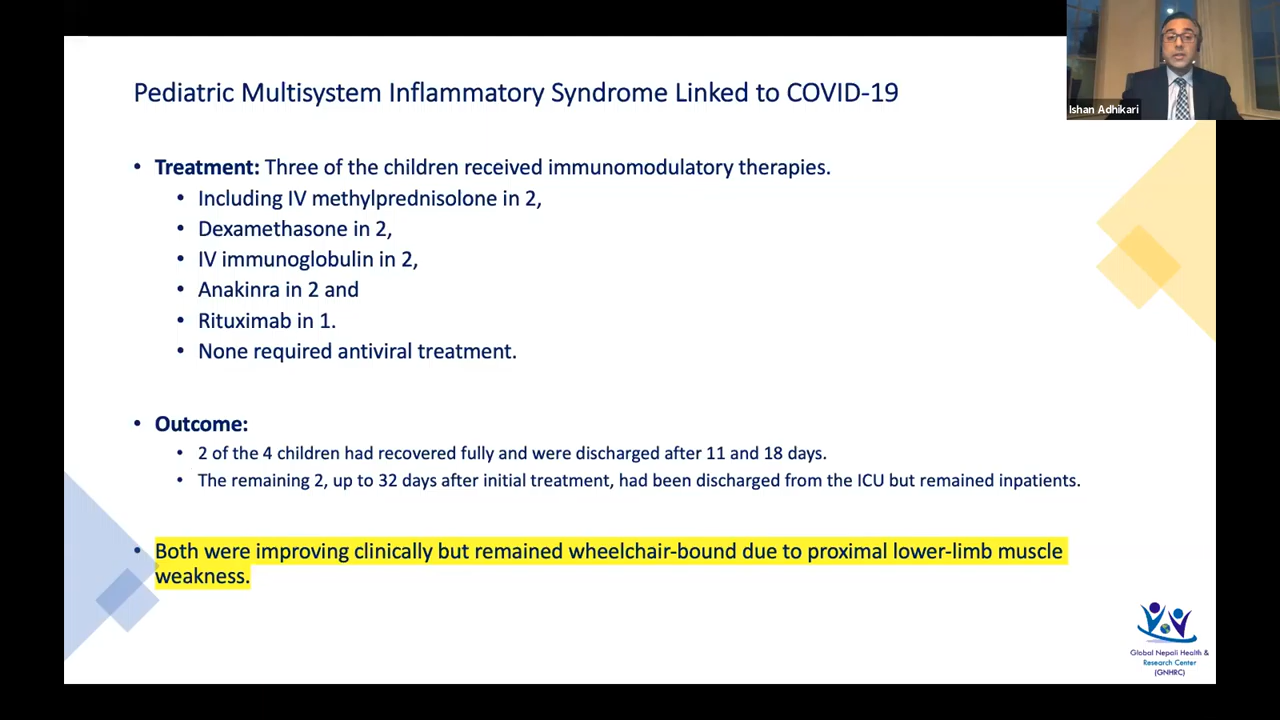 Pediatric Multisystem Inflammatory Syndrome Linked to COVID-19
Ishan Adhikari
• Treatment: Three of the children received immunomodulatory therapies.
• Including IV methylprednisolone in 2,
• Dexamethasone in 2,
• IV immunoglobulin in 2,
• Anakinra in 2 and
• Rituximab in 1.
• None required antiviral treatment.
• Outcome:
• 2 of the 4 children had recovered fully and were discharged after 11 and 18 days.
• The remaining 2, up to 32 days after initial treatment, had been discharged from the ICU but remained inpatients.
• Both were improving clinically but remained wheelchair-bound due to proximal lower-limb muscle
weakness.
Global Nepali Health &
Research Center
(GNHRC)